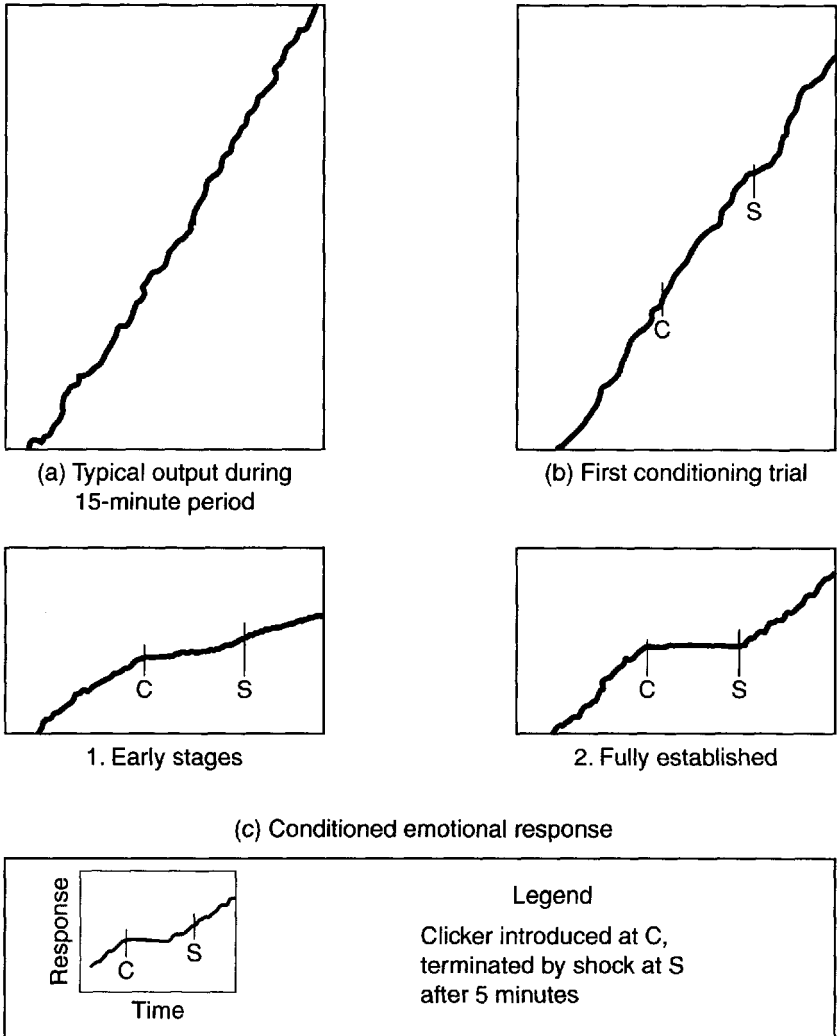 C
S
(a) Typical output during
15-minute period
(b) First conditioning trial
C
S
C
S
1. Early stages
2. Fully established
(c) Conditioned emotional response
Response
C
S
Time
Legend
Clicker introduced at C,
terminated by shock at S
after 5 minutes